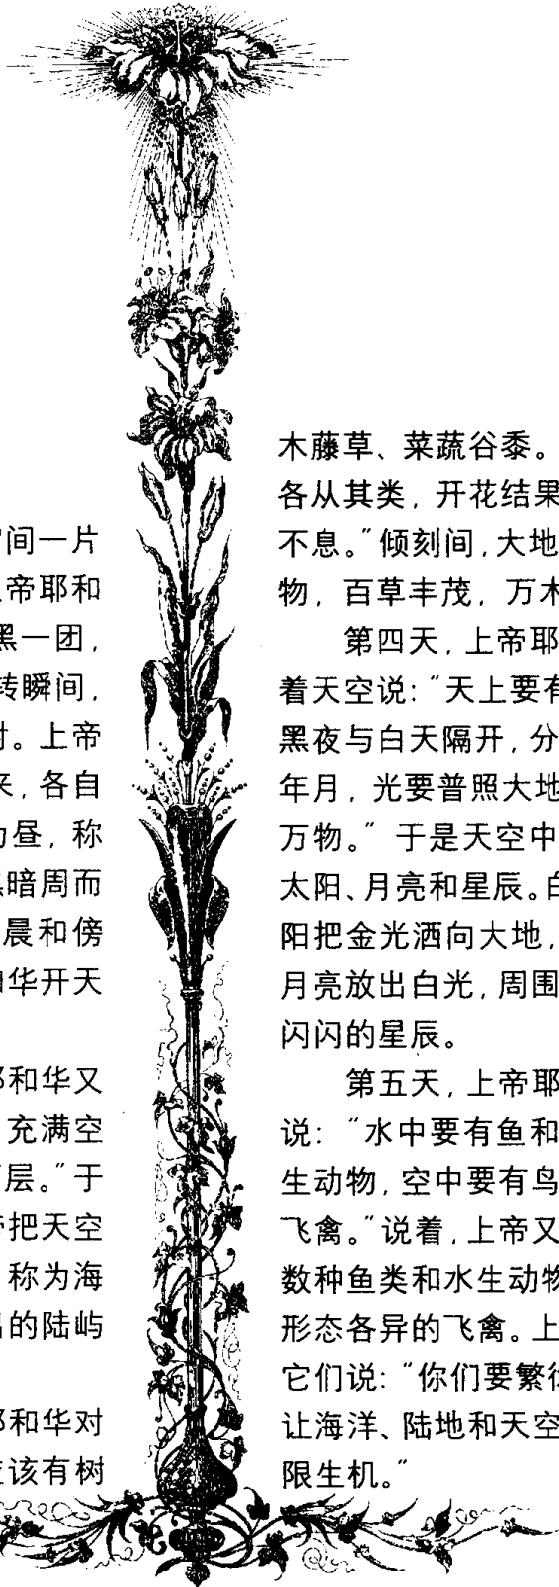 间一片
帝耶和
黑一团，
转瞬间，
。上帝
来，各自
昼，称
暗周而
晨和傍
华开天
和华又
充满空
层。”于
把天空
称为海
的陆屿
和华对
该有树
木藤草、菜蔬谷黍。
各从其类，开花结果
不息。”倾刻间，大地
物，百草丰茂，万木
第四天，上帝耶
着天空说：“天上要有
黑夜与白天隔开，分
年月，光要普照大地
万物。”于是天空中
太阳、月亮和星辰。白
阳把金光洒向大地，
月亮放出白光，周围
闪闪的星辰。
第五天，上帝耶
说：“水中要有鱼和
生动物，空中要有鸟
飞禽。”说着，上帝又
数种鱼类和水生动物
形态各异的飞禽。上
它们说：“你们要繁衍
让海洋、陆地和天空
限生机。”